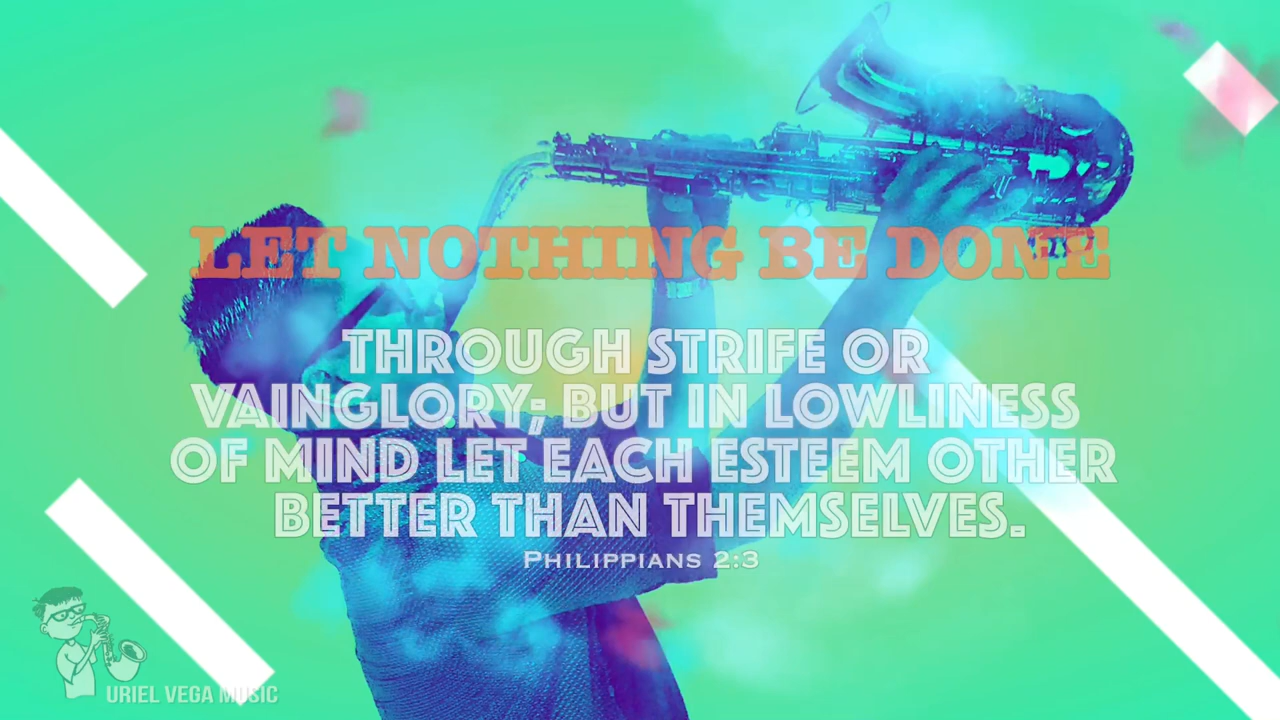 LET NOTHING BE DONE
THROUGH STRIFE OR
VAINGLORY; BUT IN LOWLINESS
OF MIND LET EACH ESTEEM OTHER
BETTER THAN THEMSELVES.
PHILIPPIANS 2:3
URIEL VEGA MUSIC